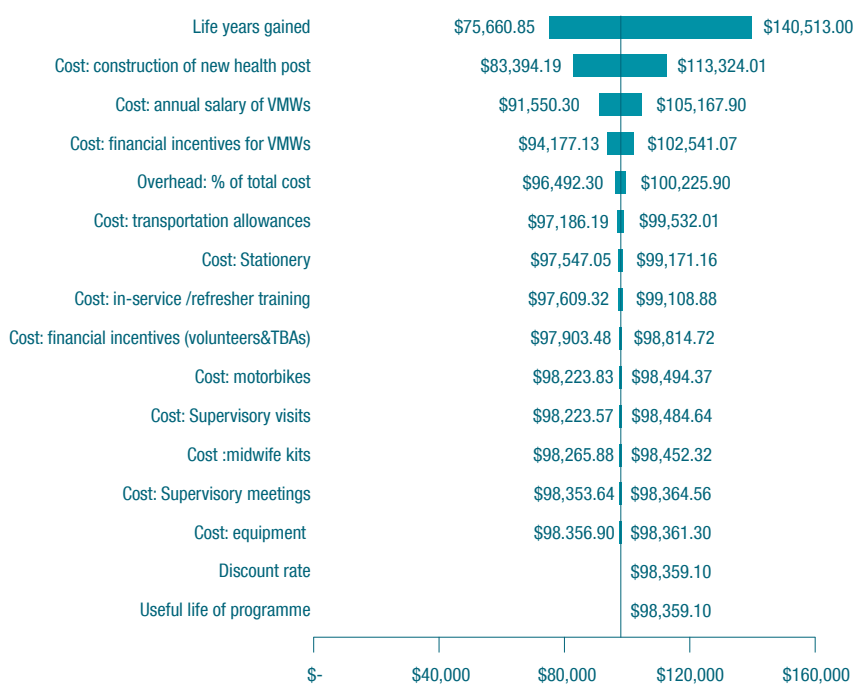 Life years gained $75,660.85 $140,513.00
Cost: construction of new health post $83,394.19 $113,324.01
Cost: annual salary of VMWs $91,550.30 $105,167.90
Cost: financial incentives for VMWs $94,177.13 $102,541.07
Overhead: % of total cost $96,492.30 $100,225.90
Cost: transportation allowances $97,186.19 $99,532.01
Cost: Stationery $97,547.05 $99,171.16
Cost: in-service /refresher training $97,609.32 $99,108.88
Cost: financial incentives (volunteers&TBAs) $97,903.48 $98,814.72
Cost: motorbikes $98,223.83 $98,494.37
Cost: Supervisory visits $98,223.57 $98,484.64
Cost :midwife kits $98,265.88 $98,452.32
Cost: Supervisory meetings $98,353.64 $98,364.56
Cost: equipment $98.356.90 $98,361.30
Discount rate $98,359.10
Useful life of programme $98,359.10
$- $40,000 $80,000 $120,000 $160,000